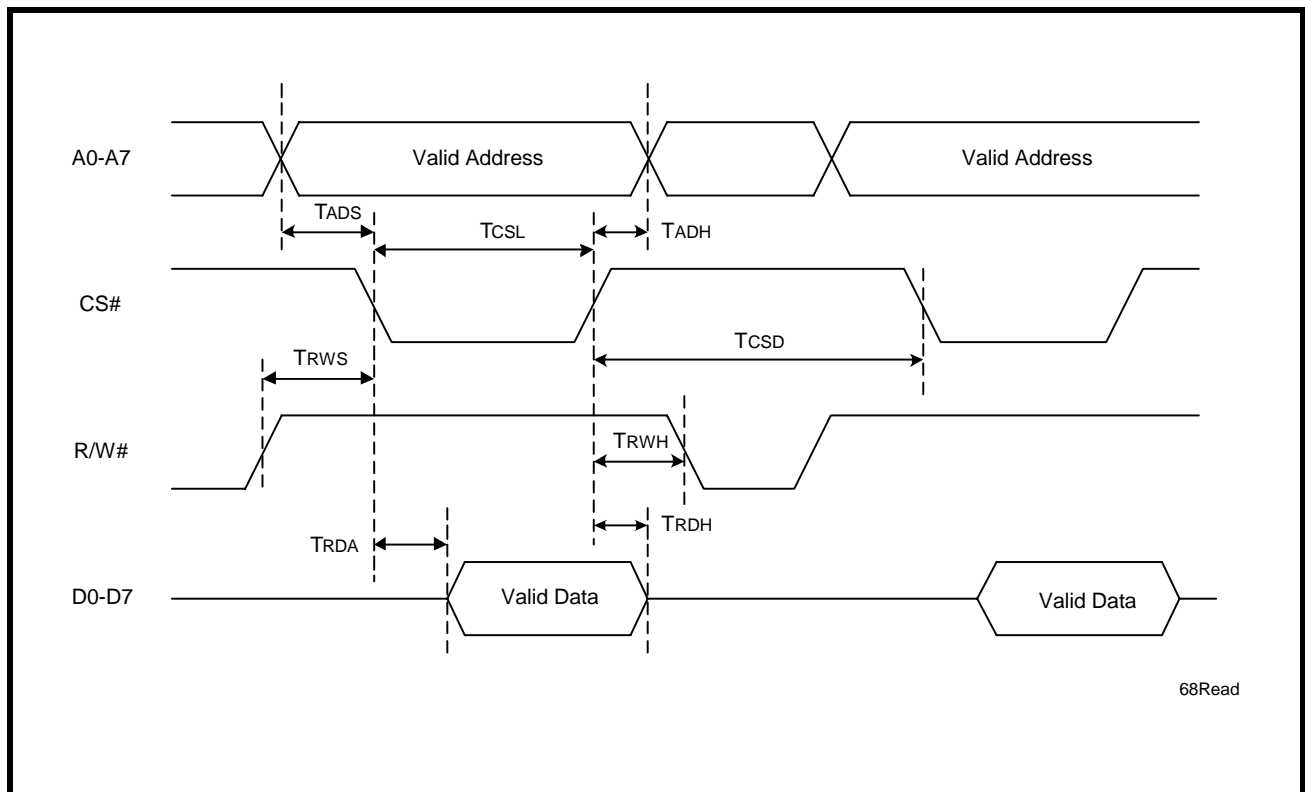 A0-A7
Valid Address
Valid Address
TADS
TCSL
TADH
CS#
TCSD
TRWS
R/W#
TRWH
TRDH
TRDA
D0-D7
Valid Data
Valid Data
68Read